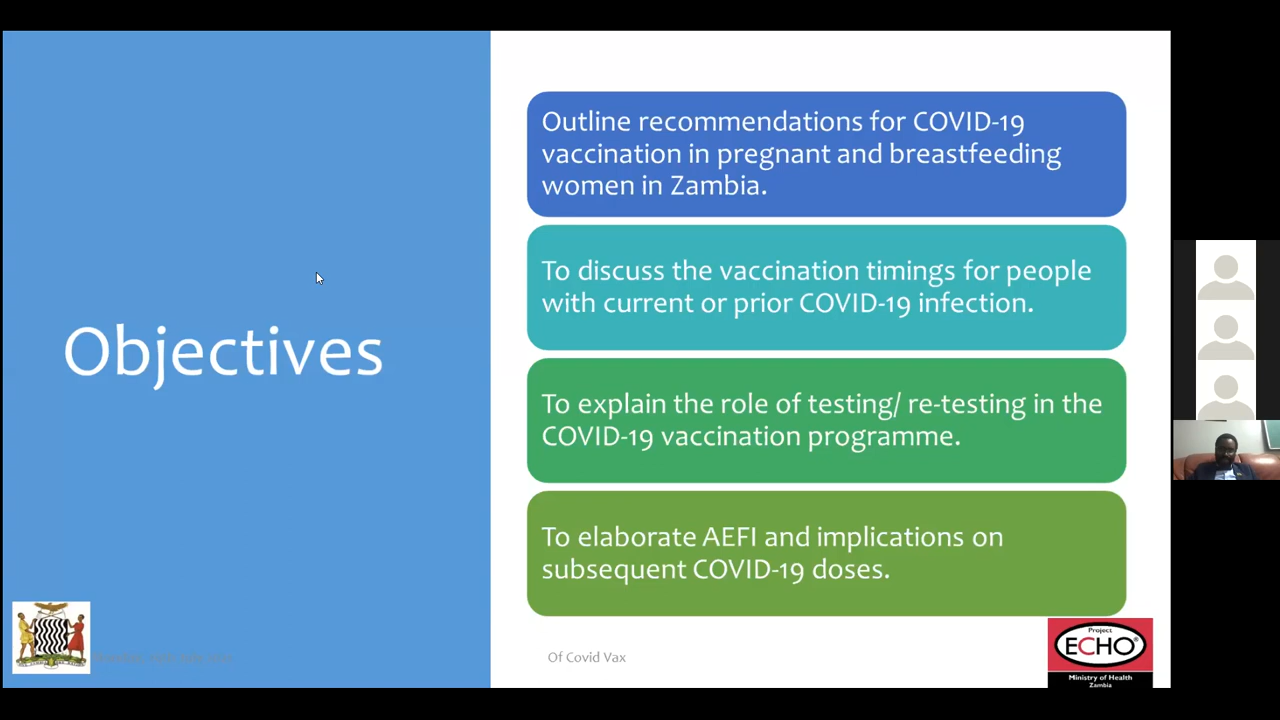 Objectives
Outline recommendations for COVID-19
vaccination in pregnant and breastfeeding
women in Zambia.
To discuss the vaccination timings for people
with current or prior COVID-19 infection.
To explain the role of testing/ re-testing in the
COVID-19 vaccination programme.
To elaborate AEFI and implications on
subsequent COVID-19 doses.
Of Covid Vax
Project
ECHO®
Ministry of Health
Zambia